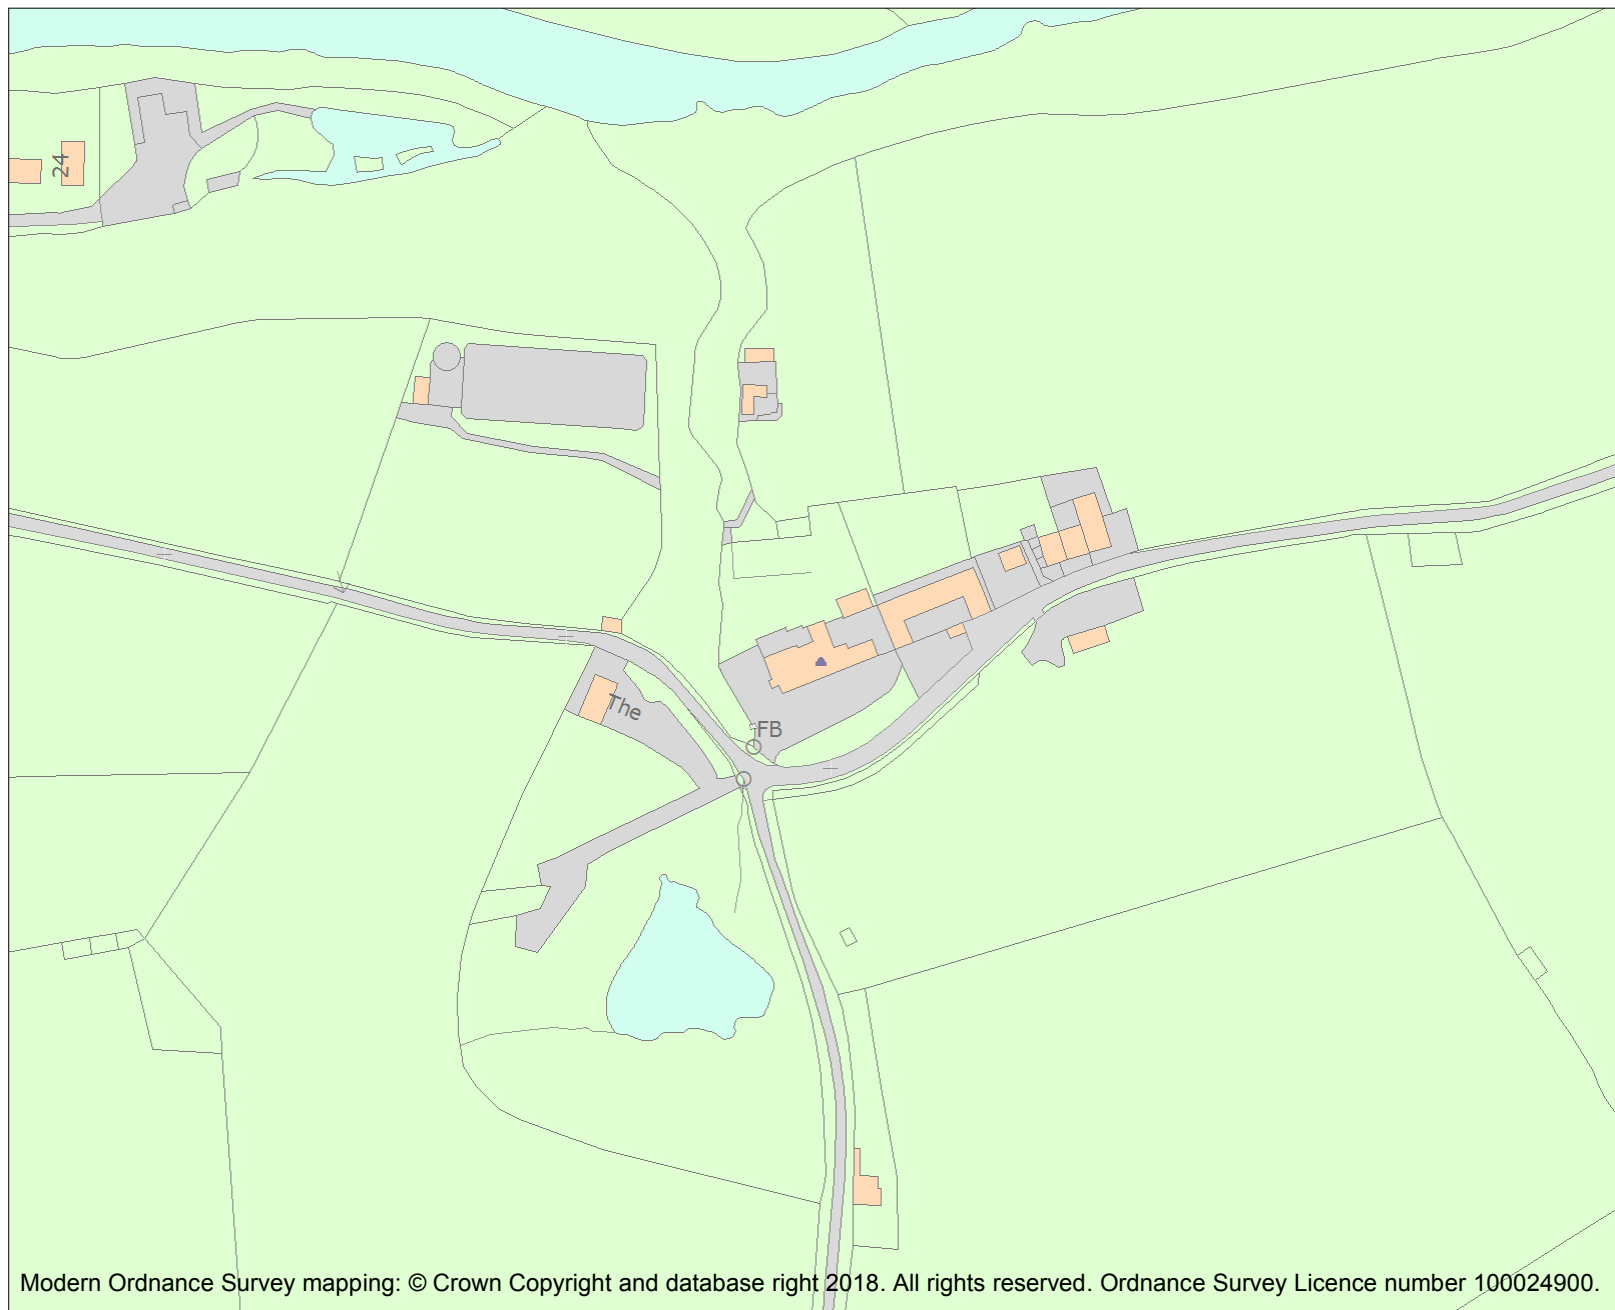 24
The
FB
Modern Ordnance Survey mapping: © Crown Copyright and database right 2018. All rights reserved. Ordnance Survey Licence number 100024900.